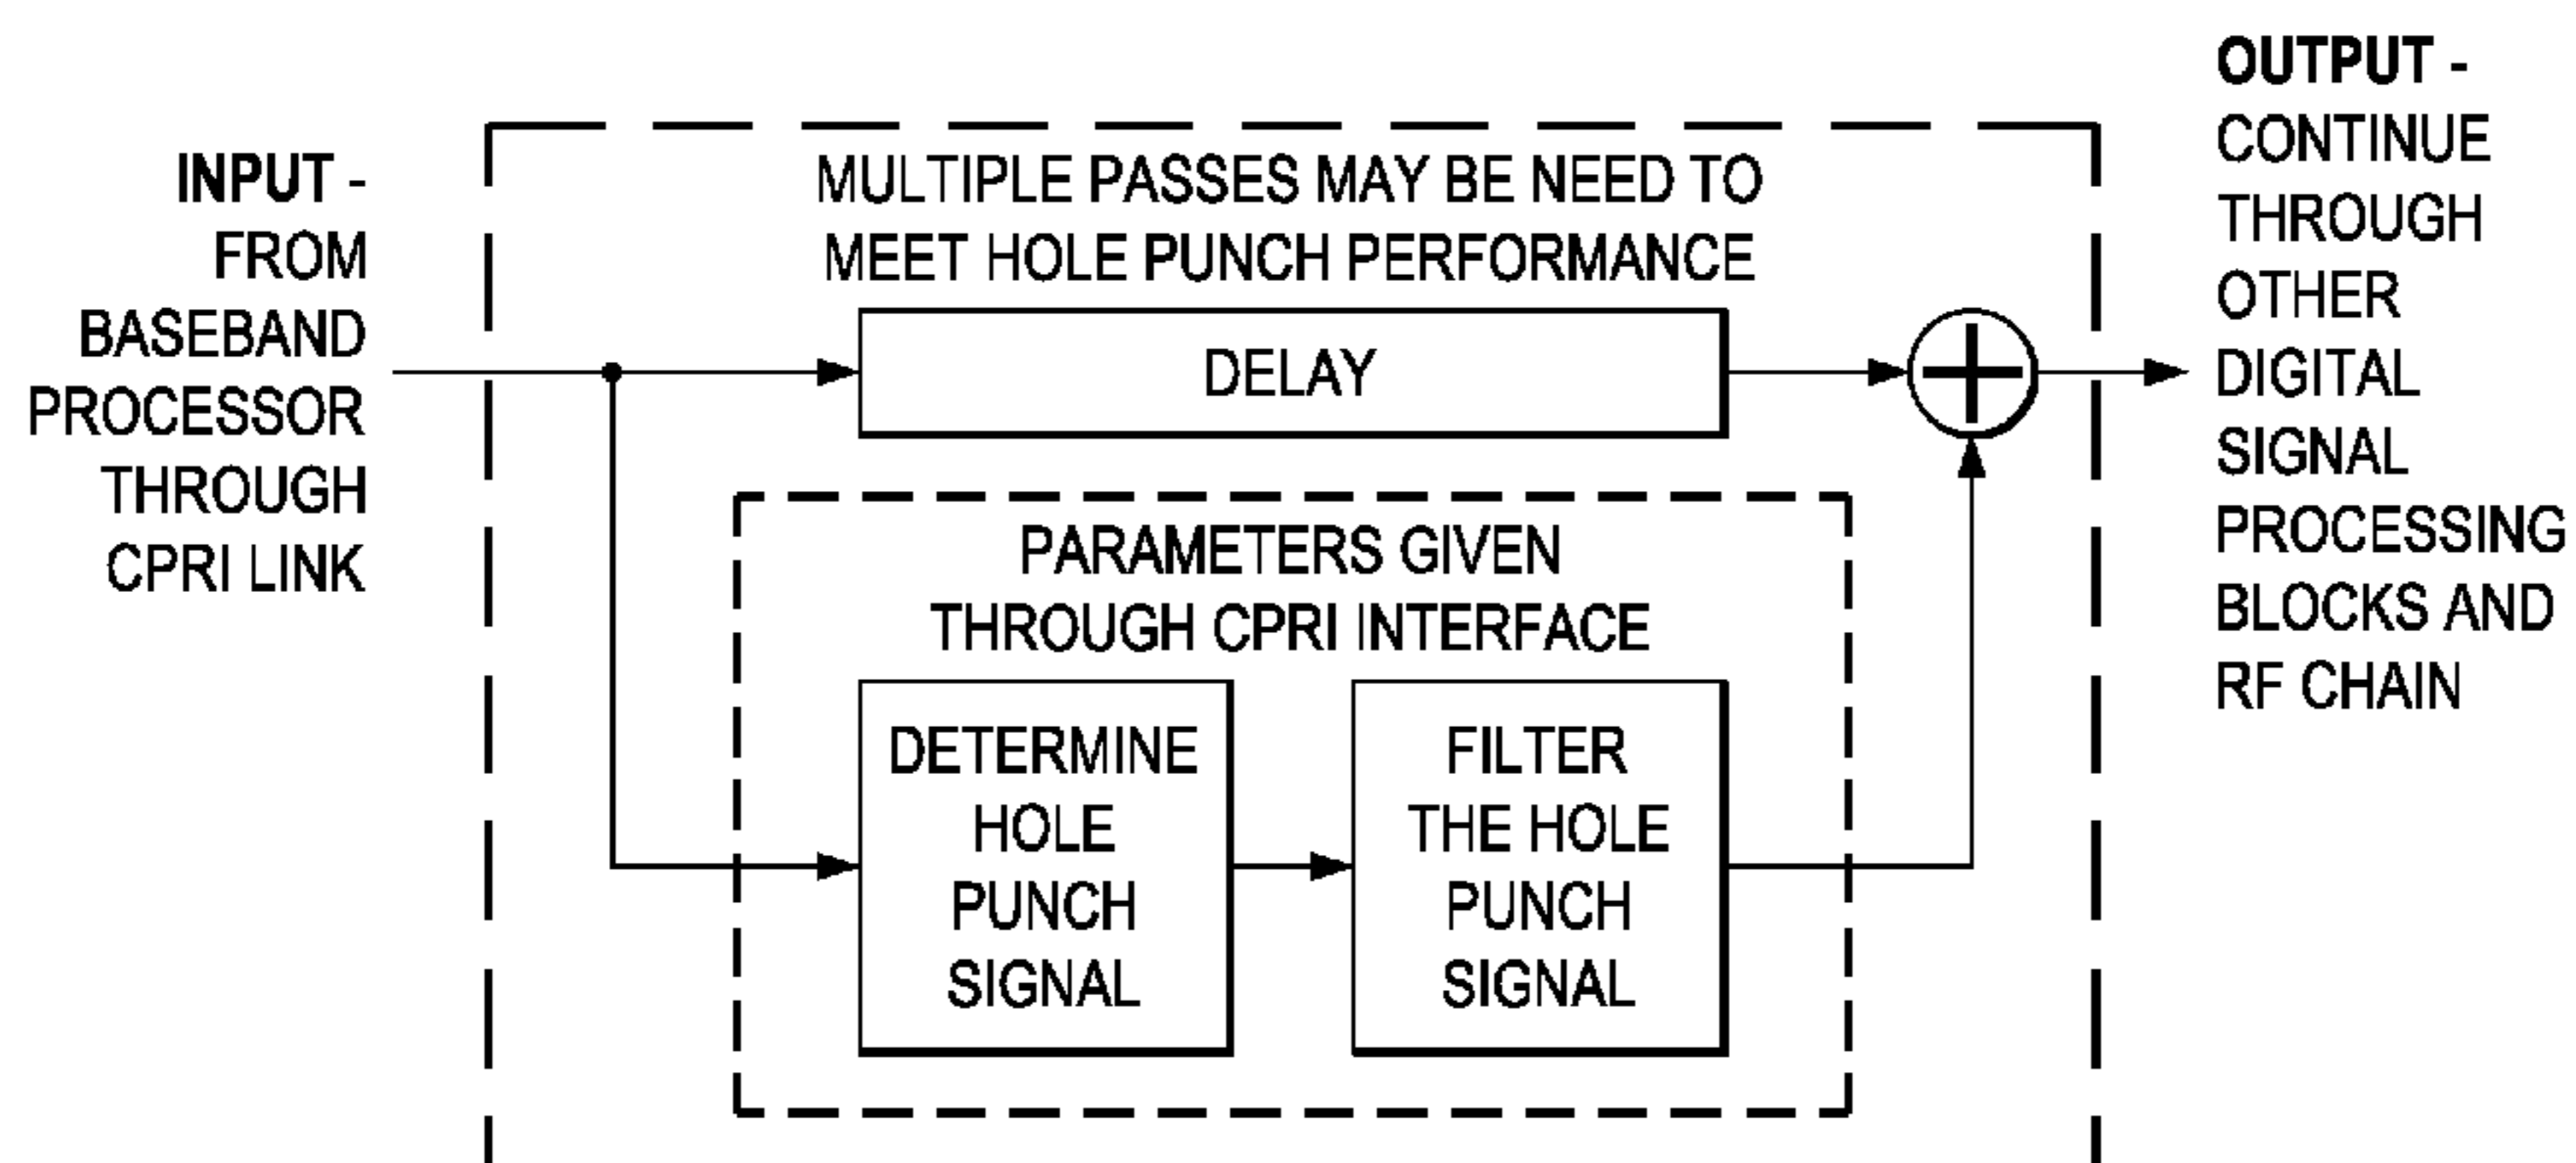 INPUT -
FROM
BASEBAND
PROCESSOR
THROUGH
CPRI LINK
MULTIPLE PASSES MAY BE NEED TO
MEET HOLE PUNCH PERFORMANCE
DELAY
PARAMETERS GIVEN
THROUGH CPRI INTERFACE
DETERMINE
HOLE
PUNCH
SIGNAL
FILTER
THE HOLE
PUNCH
SIGNAL
OUTPUT -
CONTINUE
THROUGH
OTHER
DIGITAL
SIGNAL
PROCESSING
BLOCKS AND
RF CHAIN